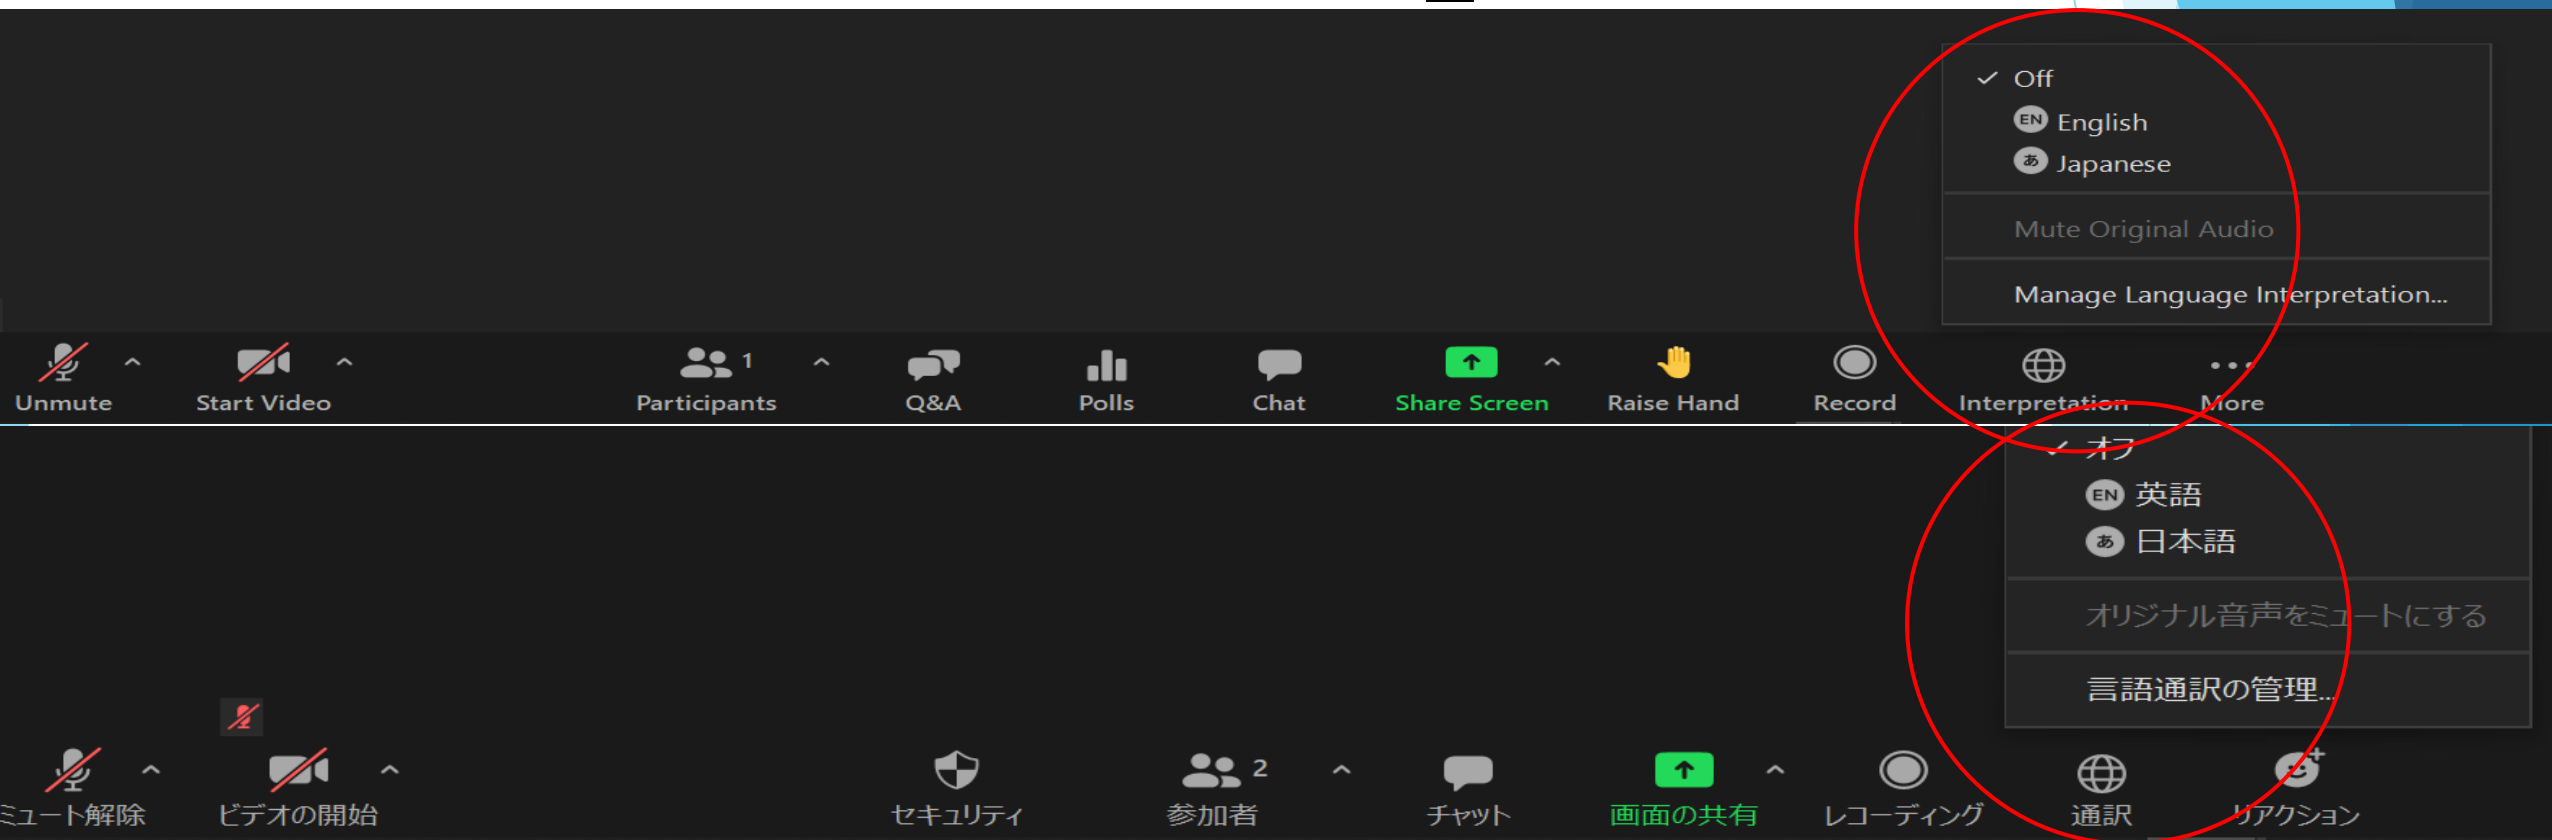 Off
EN English
あ Japanese
Mute Original Audio
Manage Language Interpretation...
Unmute Start Video Participants 1 Q&A Polls Chat Share Screen Raise Hand Record Interpretation More
オフ
EN 英語
あ 日本語
オリジナル音声をミュートにする
言語通訳の管理...
ミュート解除 ビデオの開始 セキュリティ 参加者 2 チャット 画面の共有 レコーディング 通訳 リアクション